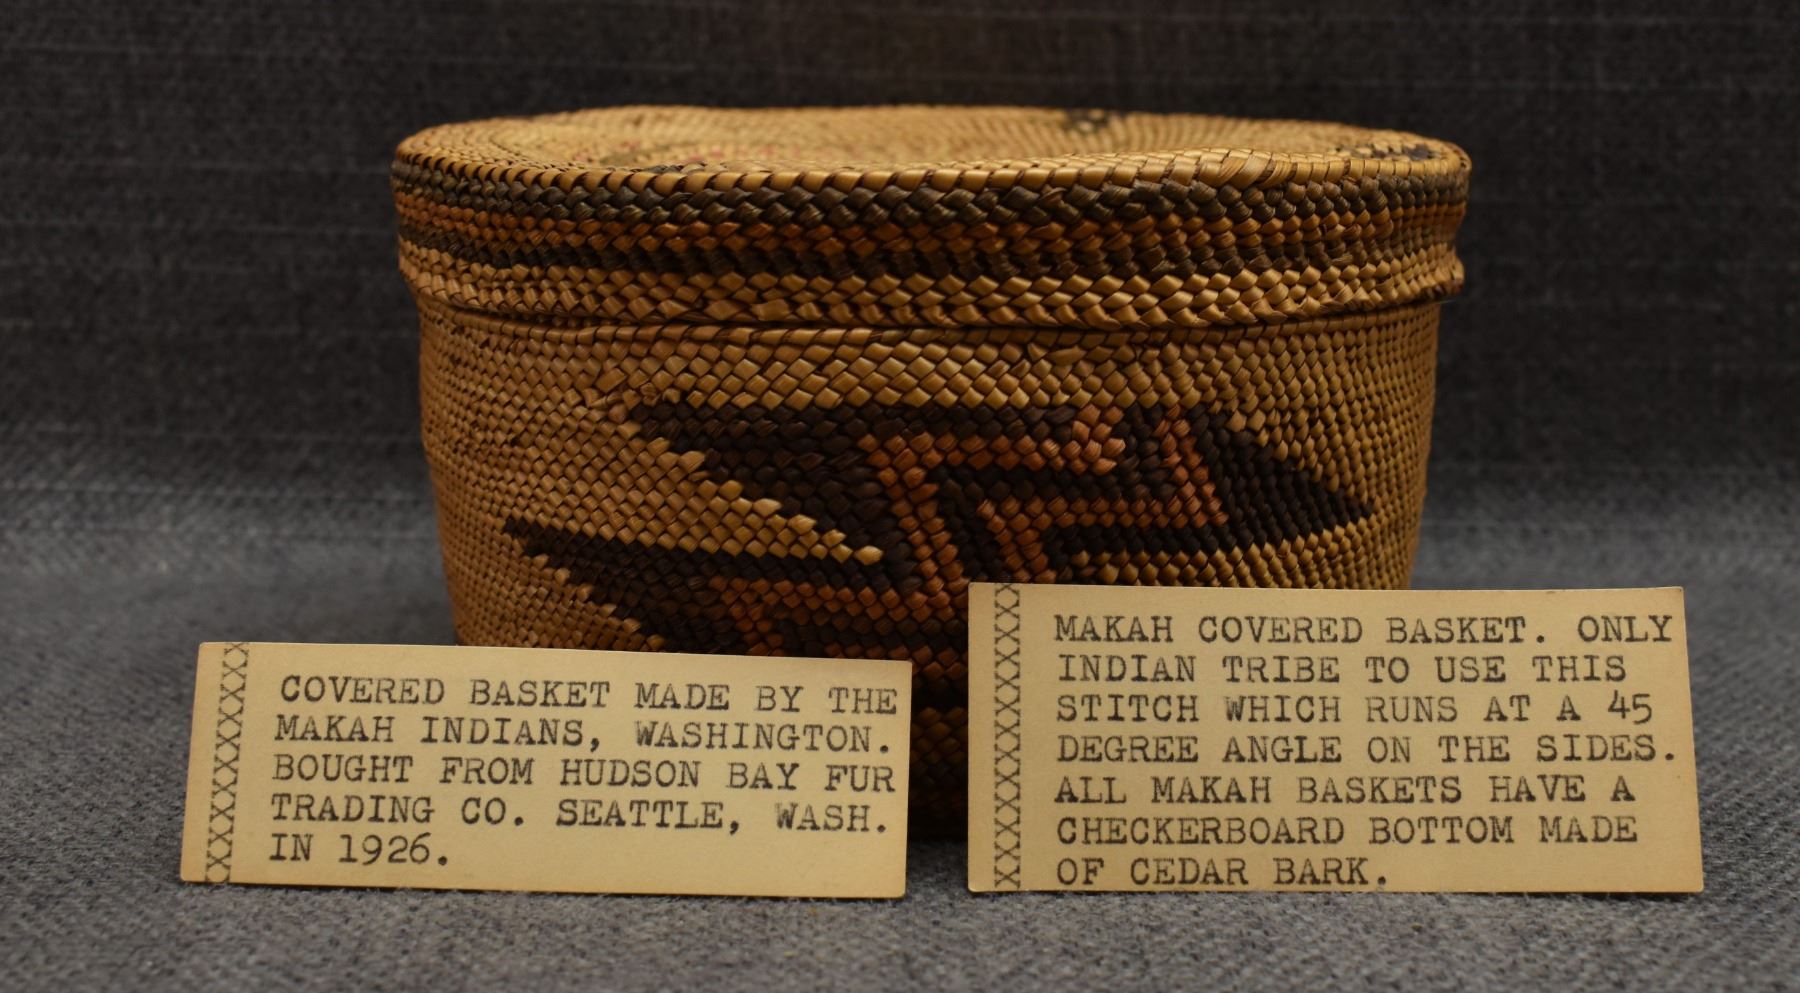 COVERED BASKET MADE BY THE
MAKAH INDIANS, WASHINGTON.
BOUGHT FROM HUDSON BAY FUR
TRADING CO. SEATTLE, WASH.
IN 1926.
MAKAH COVERED BASKET. ONLY
INDIAN TRIBE TO USE THIS
STITCH WHICH RUNS AT A 45
DEGREE ANGLE ON THE SIDES.
ALL MAKAH BASKETS HAVE A
CHECKERBOARD BOTTOM MADE
OF CEDAR BARK.